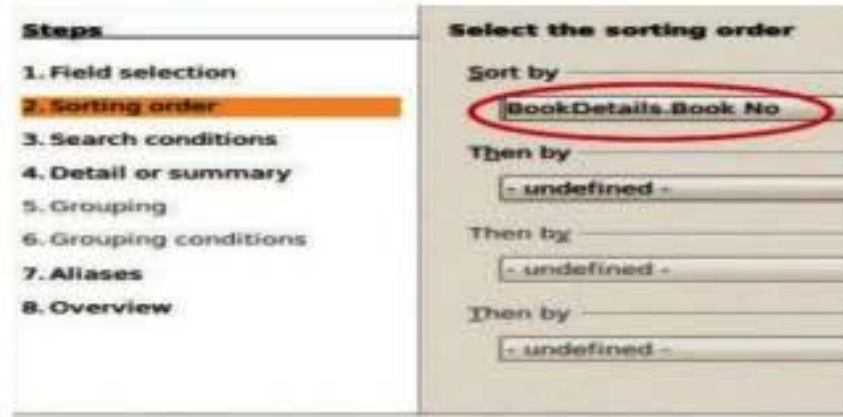 Steps
1. Field selection
2. Sorting order
3. Search conditions
4. Detail or summary
5. Grouping
6. Grouping conditions
7. Aliases
8. Overview
Select the sorting order
Sort by
BookDetails.Book No
Then by
- undefined -
Then by
- undefined -
Then by
- undefined -